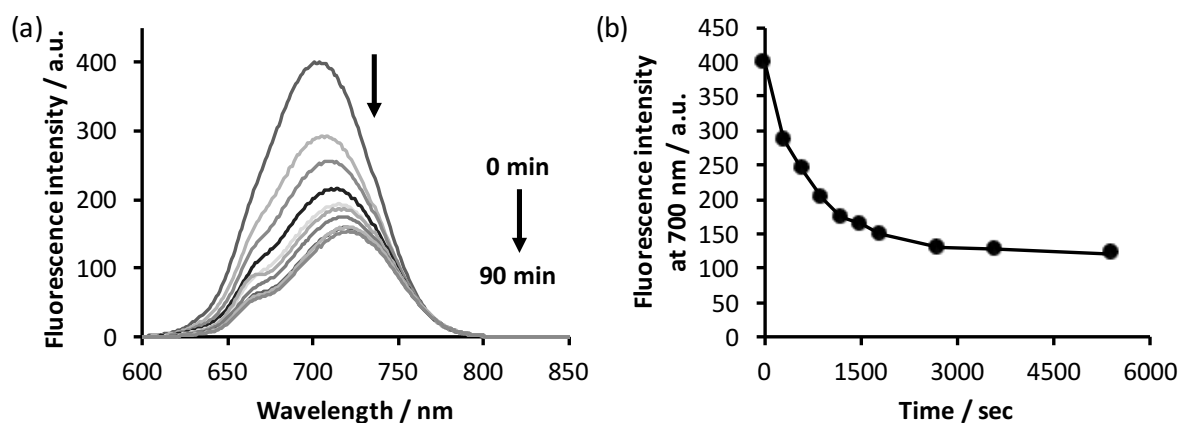 (a)
Fluorescence intensity / a.u.
400
300
200
100
0
600
650
700
750
800
850
Wavelength / nm
0 min
90 min
(b)
Fluorescence intensity
at 700 nm / a.u.
450
400
350
300
250
200
150
100
50
0
0
1500
3000
4500
6000
Time / sec